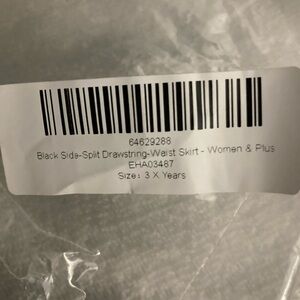 64629288
Black Side-Split Drawstring-Waist Skirt - Women & Plus
EHA03487
Size: 3 X Years